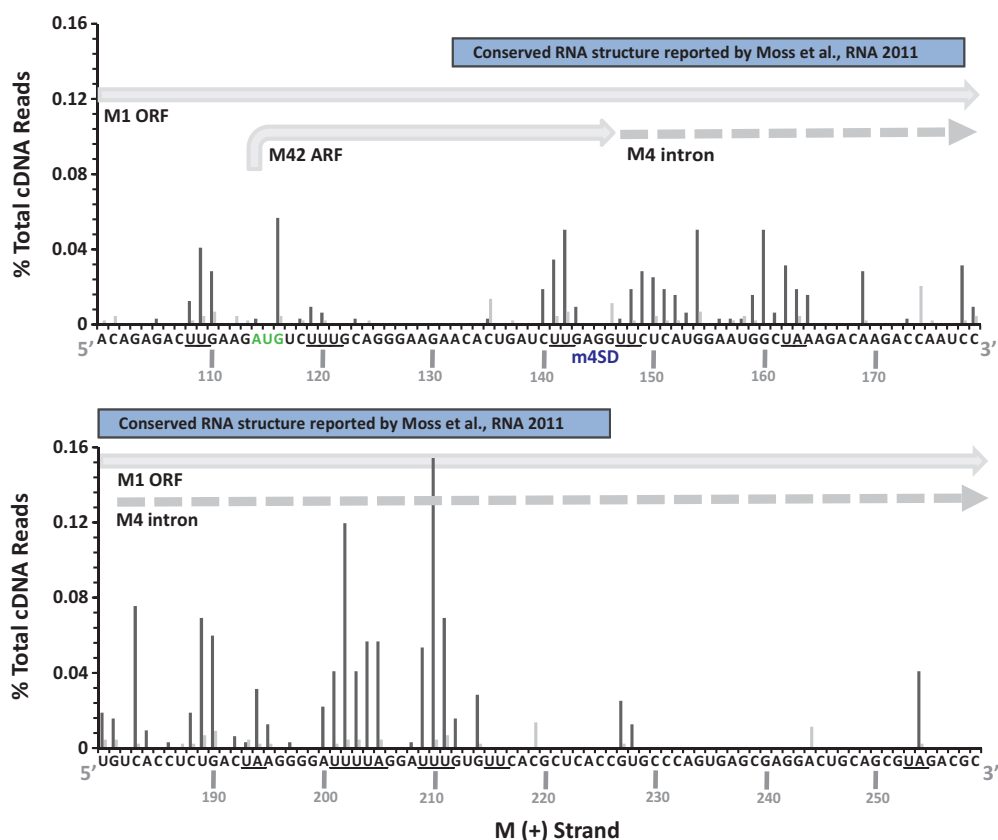 0.16
Conserved RNA structure reported by Moss et al., RNA 2011
0.12
M1 ORF
M42 ARF
M4 intron
0.08
0.04
0
% Total cDNA Reads
ACAGAGACUUGAAGAUGUCUUUGCAGGGAAGAACACUGAUCUUGAGGUUCUCAUGGAAUGGCUAAAGACAAGACCAAUCC
5’ 3’
m4SD
110 120 130 140 150 160 170
Conserved RNA structure reported by Moss et al., RNA 2011
0.16
M1 ORF
M4 intron
0.12
0.08
0.04
0
% Total cDNA Reads
UGUCACCUCUGACUAAGGGGAUUUUAGGAUUUGUGUUCACGCUCACCGUGCCCAGUGAGCGAGGACUGCAGCGUAGACGC
5’ 3’
190 200 210 220 230 240 250
M (+) Strand